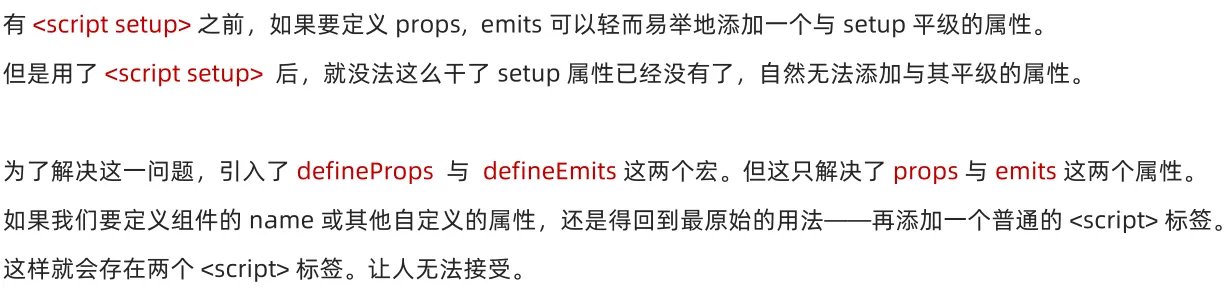 有 <script setup> 之前，如果要定义 props, emits 可以轻而易举地添加一个与 setup 平级的属性。
但是用了 <script setup> 后，就没法这么干了 setup 属性已经没有了，自然无法添加与其平级的属性。
为了解决这一问题，引入了 defineProps 与 defineEmits 这两个宏。但这只解决了 props 与 emits 这两个属性。
如果我们要定义组件的 name 或其他自定义的属性，还是得回到最原始的用法——再添加一个普通的 <script> 标签。
这样就会存在两个 <script> 标签。让人无法接受。